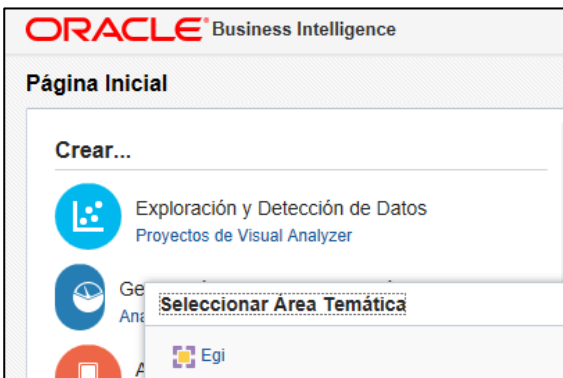 ORACLE Business Intelligence
Página Inicial
Crear...
Exploración y Detección de Datos
Proyectos de Visual Analyzer
Seleccionar Área Temática
Egi